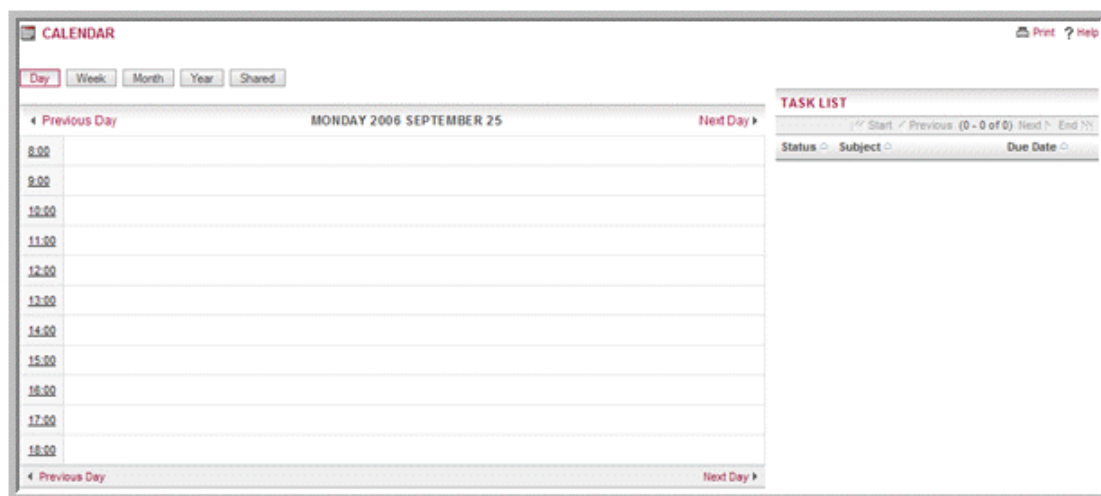 CALENDAR
Print ? Help
Day Week Month Year Shared
Previous Day MONDAY 2006 SEPTEMBER 25 Next Day
8:00
9:00
10:00
11:00
12:00
13:00
14:00
15:00
16:00
17:00
18:00
Previous Day Next Day
TASK LIST
Start Previous (0 - 0 of 0) Next End
Status Subject Due Date